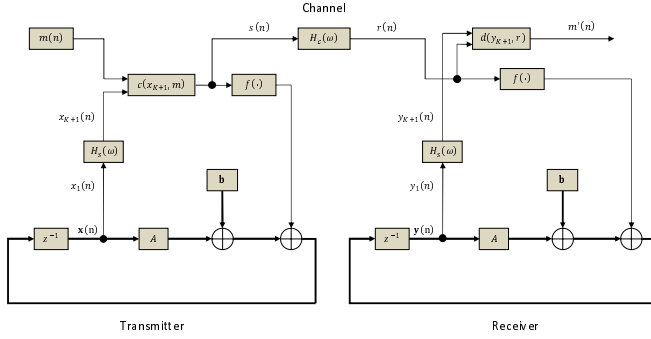 Channel
s(n)
r(n)
m'(n)
m(n)
H_c(ω)
d(y_{K+1}, r)
c(x_{K+1}, m)
f(·)
f(·)
x_{K+1}(n)
y_{K+1}(n)
H_s(ω)
H_s(ω)
x_1(n)
b
y_1(n)
b
z^{-1}
x(n)
A
z^{-1}
y(n)
A
Transmitter
Receiver